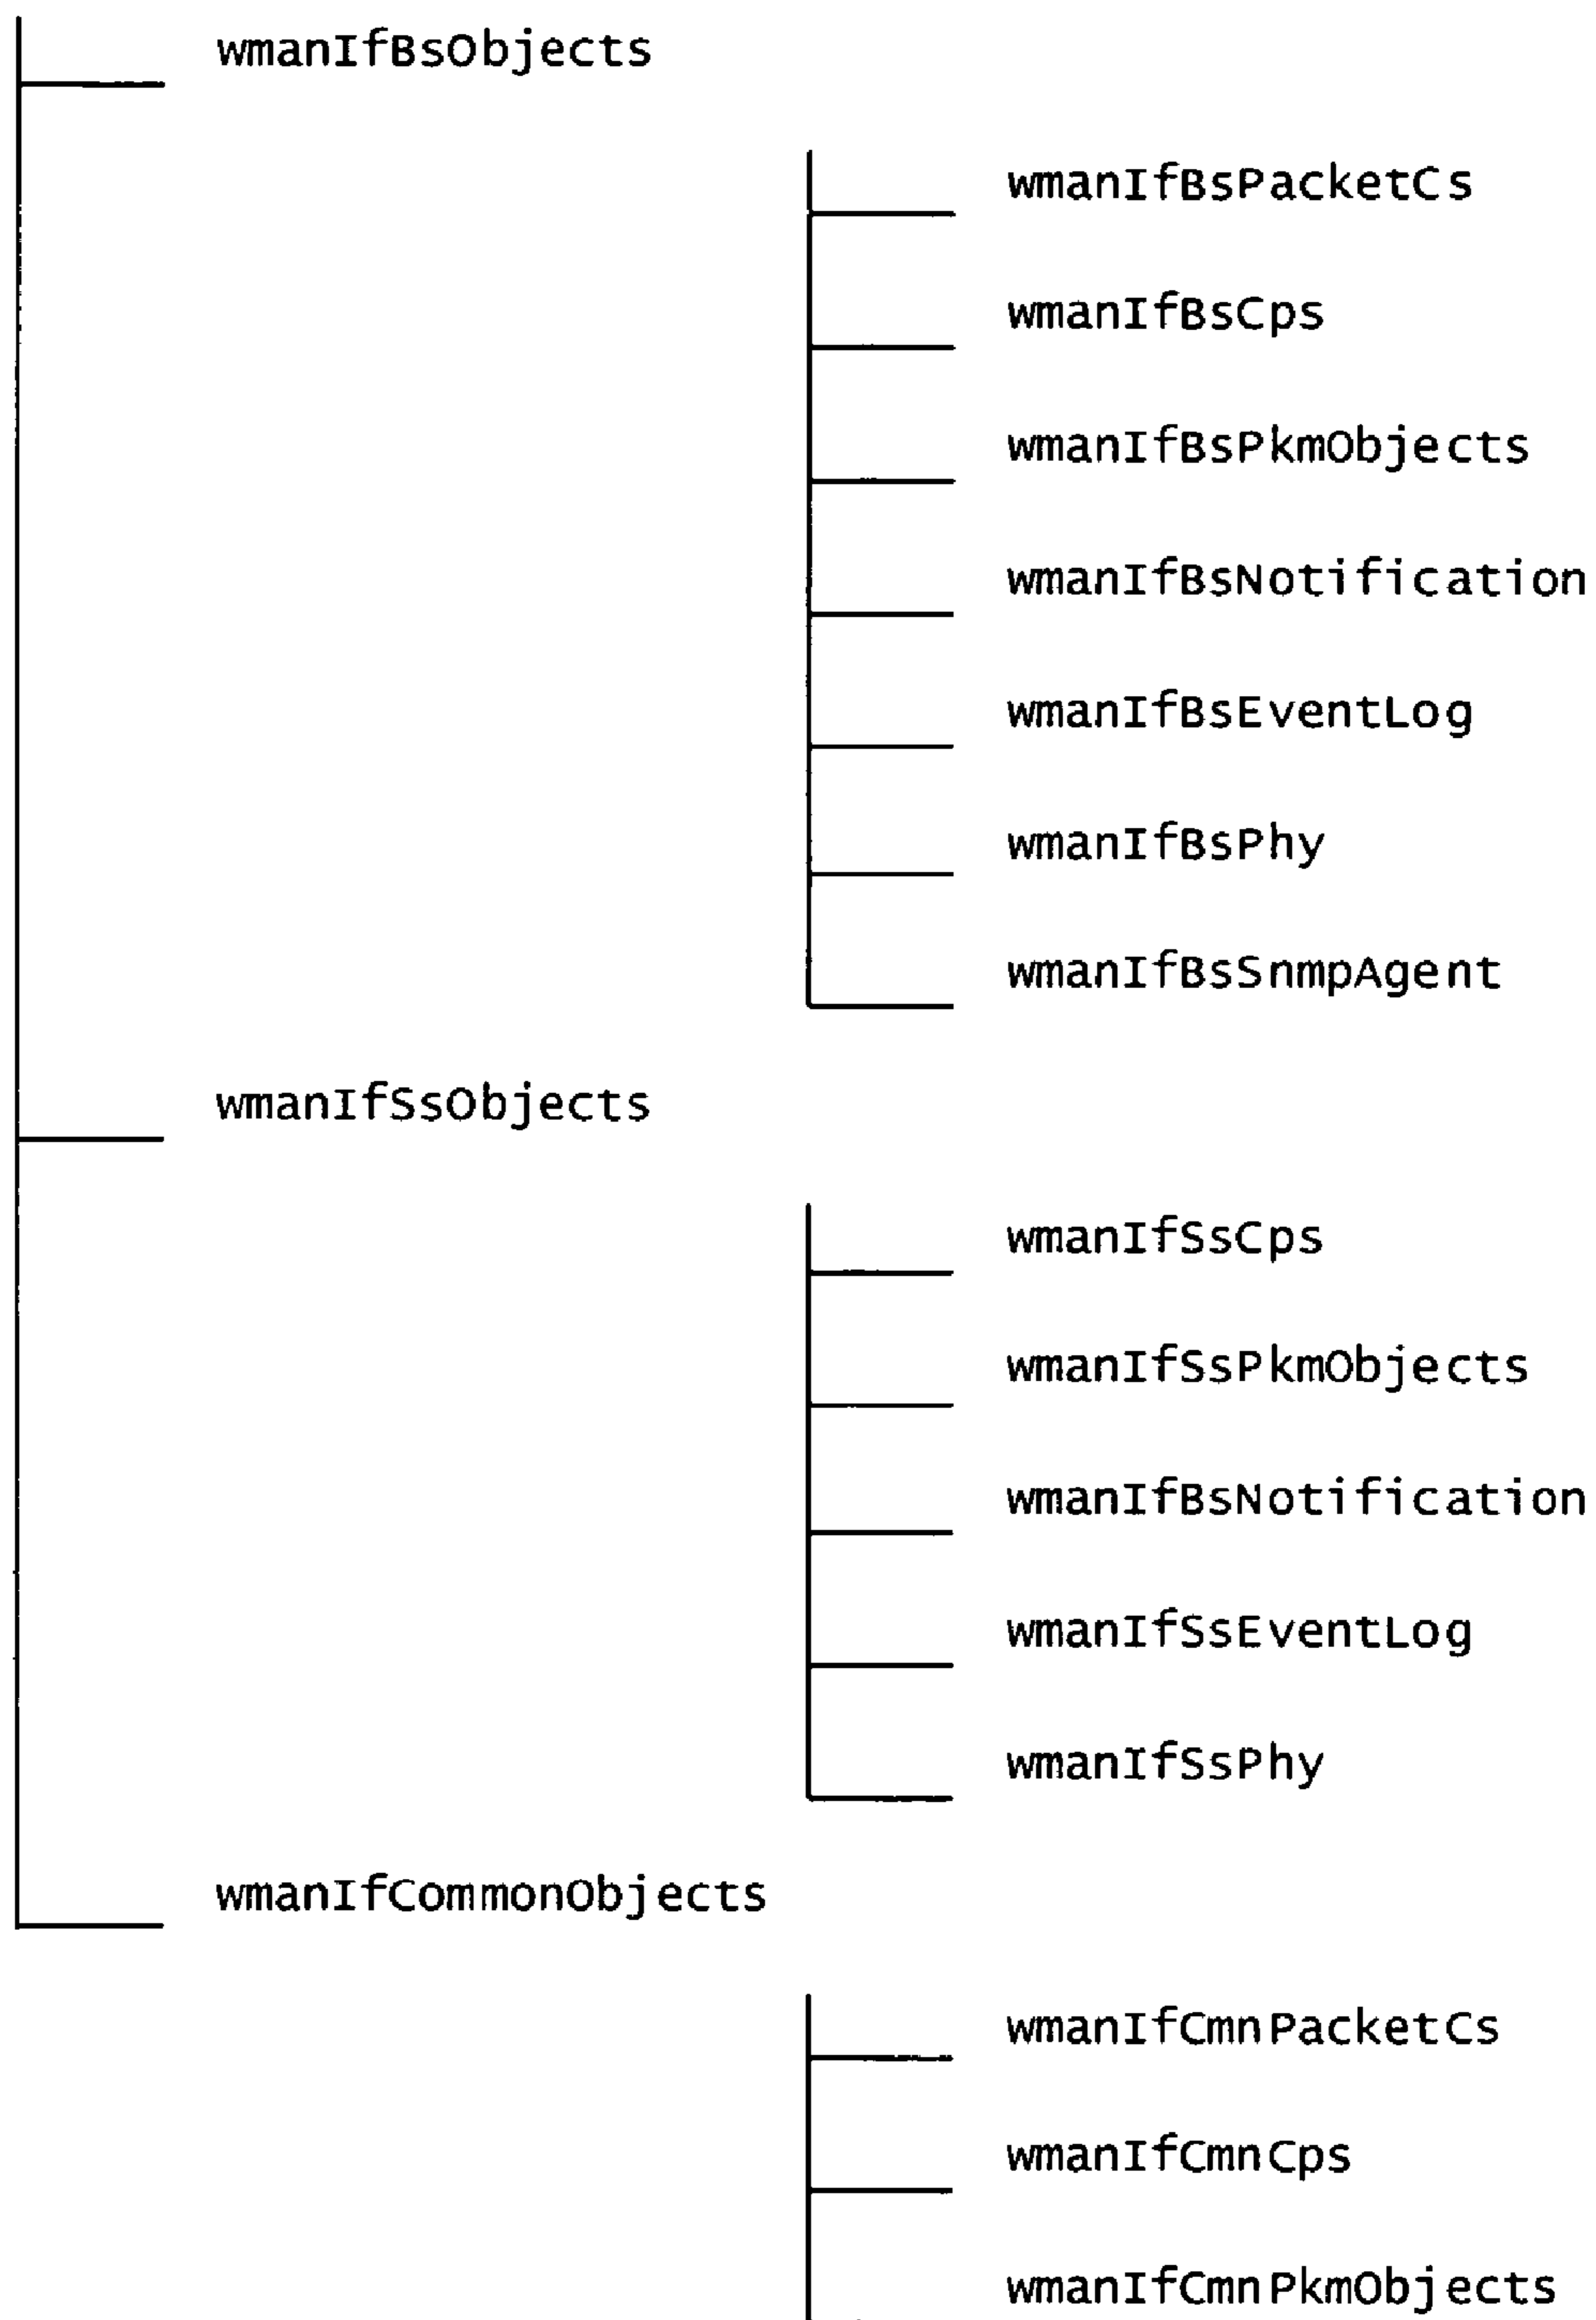 wmanIfBsObjects
wmanIfBsPacketCs
wmanIfBsCps
wmanIfBsPkmObjects
wmanIfBsNotification
wmanIfBsEventLog
wmanIfBsPhy
wmanIfBsSnmpAgent
wmanIfSsObjects
wmanIfSsCps
wmanIfSsPkmObjects
wmanIfBsNotification
wmanIfSsEventLog
wmanIfSsPhy
wmanIfCommonObjects
wmanIfCmnPacketCs
wmanIfCmnCps
wmanIfCmnPkmObjects